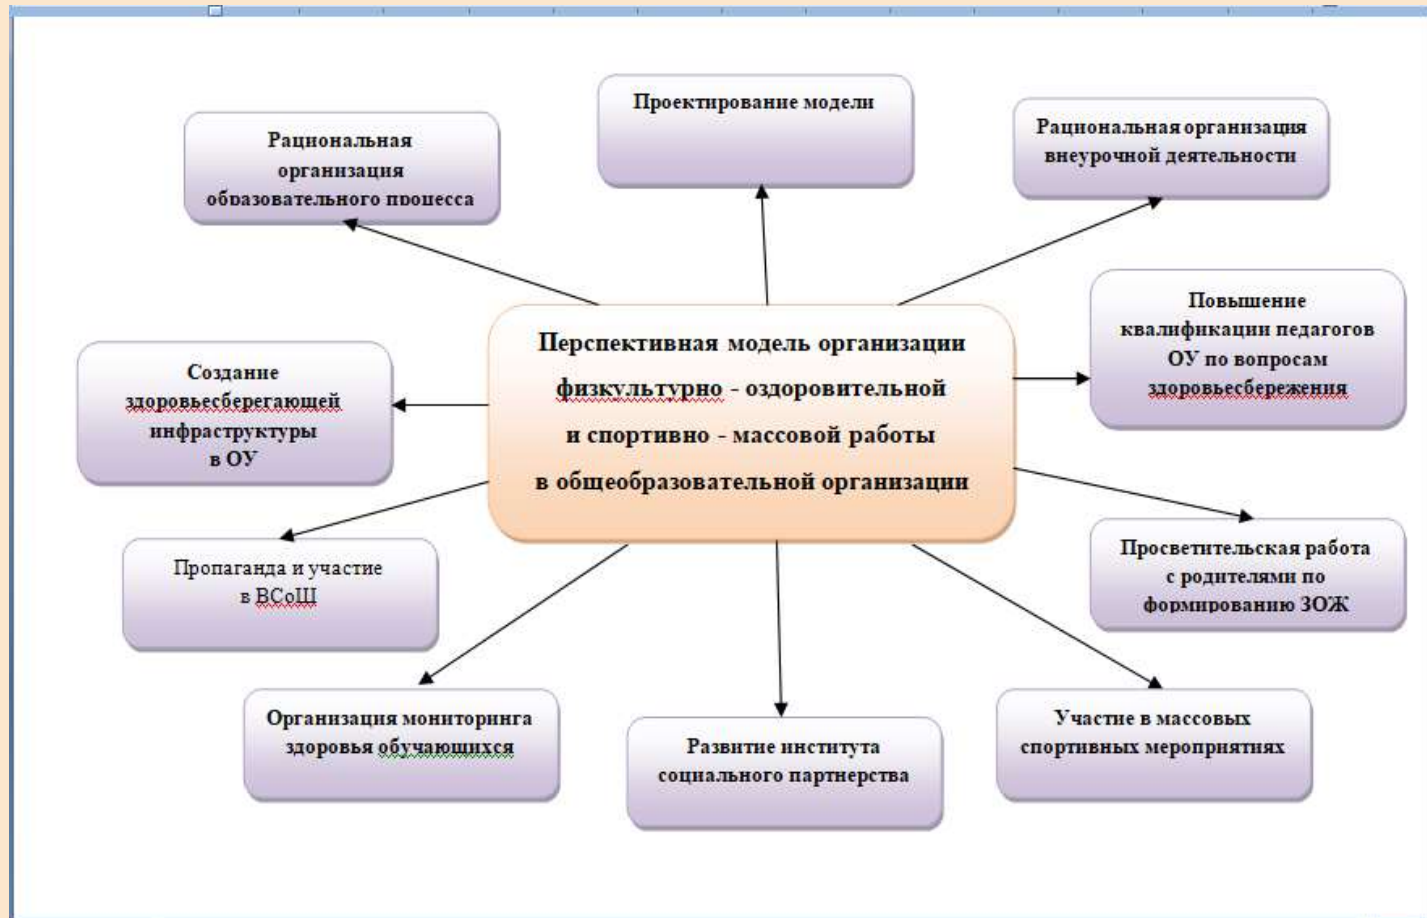 Проектирование модели
Рациональная
организация
образовательного процесса
Рациональная организация
внеурочной деятельности
Перспективная модель организации
физкультурно - оздоровительной
и спортивно - массовой работы
в общеобразовательной организации
Повышение
квалификации педагогов
ОУ по вопросам
здоровьесбережения
Создание
здоровьесберегающей
инфраструктуры
в ОУ
Пропаганда и участие
в ВСоШ
Просветительская работа
с родителями по
формированию ЗОЖ
Организация мониторинга
здоровья обучающихся
Развитие института
социального партнерства
Участие в массовых
спортивных мероприятиях